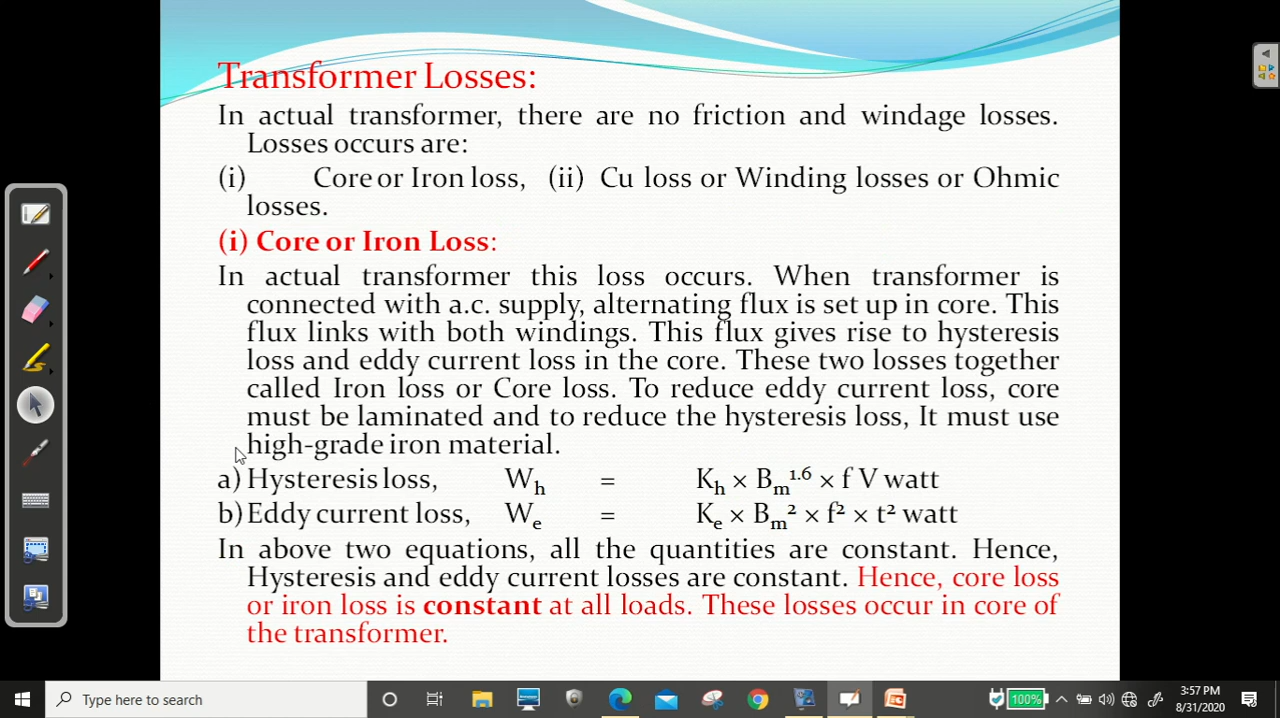 Transformer Losses:
In actual transformer, there are no friction and windage losses.
Losses occurs are:
(i) Core or Iron loss, (ii) Cu loss or Winding losses or Ohmic
losses.
(i) Core or Iron Loss:
In actual transformer this loss occurs. When transformer is
connected with a.c. supply, alternating flux is set up in core. This
flux links with both windings. This flux gives rise to hysteresis
loss and eddy current loss in the core. These two losses together
called Iron loss or Core loss. To reduce eddy current loss, core
must be laminated and to reduce the hysteresis loss, It must use
high-grade iron material.
a) Hysteresis loss, Wₕ = Kₕ × Bₘ¹·⁶ × f V watt
b) Eddy current loss, Wₑ = Kₑ × Bₘ² × f² × t² watt
In above two equations, all the quantities are constant. Hence,
Hysteresis and eddy current losses are constant. Hence, core loss
or iron loss is constant at all loads. These losses occur in core of
the transformer.
Type here to search
100%
3:57 PM
8/31/2020